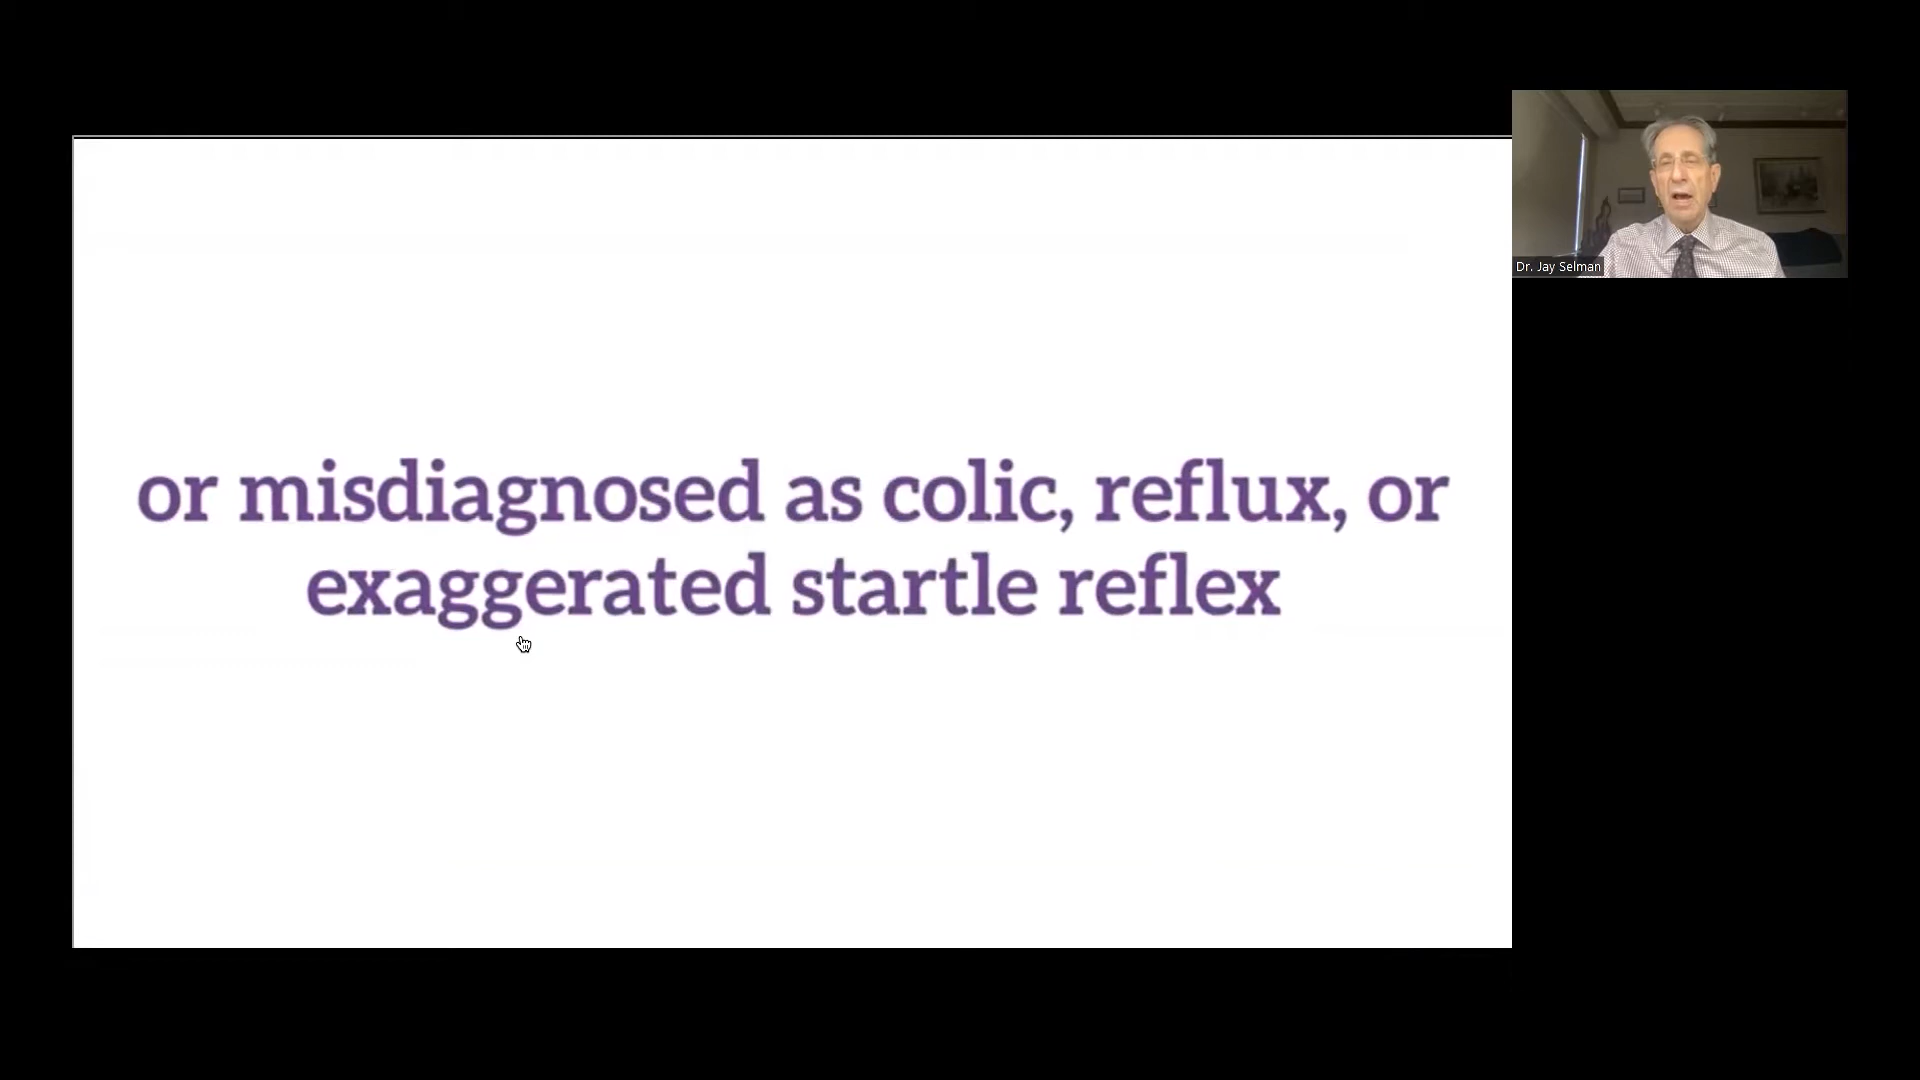 or misdiagnosed as colic, reflux, or
exaggerated startle reflex
Dr. Jay Selman